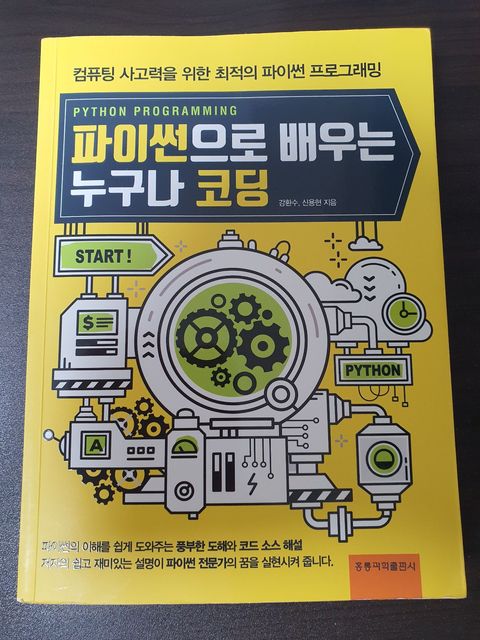 컴퓨팅 사고력을 위한 최적의 파이썬 프로그래밍
PYTHON PROGRAMMING
파이썬으로 배우는
누구나 코딩
강환수, 신용현 지음
START!
$
PYTHON
A
파이썬의 이해를 쉽게 도와주는 풍부한 도해와 코드 소스 해설
저자의 쉽고 재미있는 설명이 파이썬 전문가의 꿈을 실현시켜 줍니다.
홍릉과학출판사